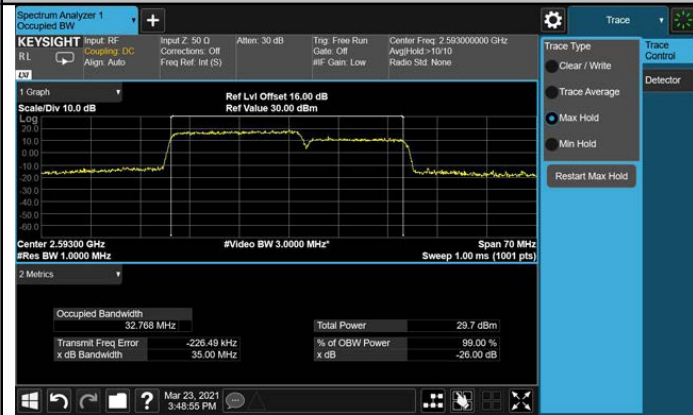 Spectrum Analyzer 1
Occupied BW
+
Trace
KEYSIGHT
RL
Input: RF
Coupling: DC
Align: Auto
Input Z: 50 Ω
Corrections: Off
Freq Ref: Int (S)
Atten: 30 dB
Trig: Free Run
Gate: Off
#IF Gain: Low
Center Freq: 2.593000000 GHz
Avg|Hold:>10/10
Radio Std: None
LXI
1 Graph
Scale/Div 10.0 dB
Ref Lvl Offset 16.00 dB
Ref Value 30.00 dBm
Log
20.0
10.0
0.00
-10.0
-20.0
-30.0
-40.0
-50.0
-60.0
Center 2.59300 GHz
#Res BW 1.0000 MHz
#Video BW 3.0000 MHz*
Span 70 MHz
Sweep 1.00 ms (1001 pts)
2 Metrics
Occupied Bandwidth
32.768 MHz
Transmit Freq Error -226.49 kHz
x dB Bandwidth 35.00 MHz
Total Power 29.7 dBm
% of OBW Power 99.00 %
x dB -26.00 dB
Trace Type
Clear / Write
Trace Average
Max Hold
Min Hold
Restart Max Hold
Trace
Control
Detector
?
Mar 23, 2021
3:48:55 PM